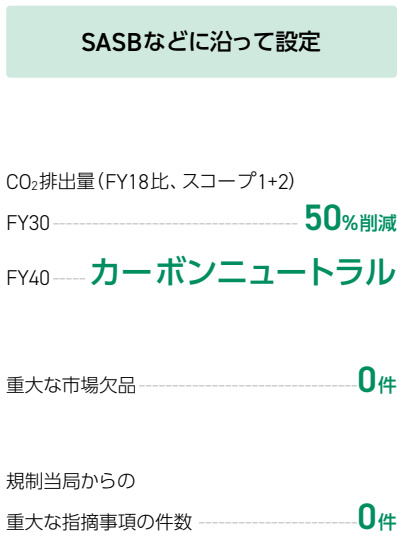 SASBなどに沿って設定
CO₂排出量（FY18比、スコープ1+2）
FY30 50%削減
FY40 カーボンニュートラル
重大な市場欠品 0件
規制当局からの
重大な指摘事項の件数 0件